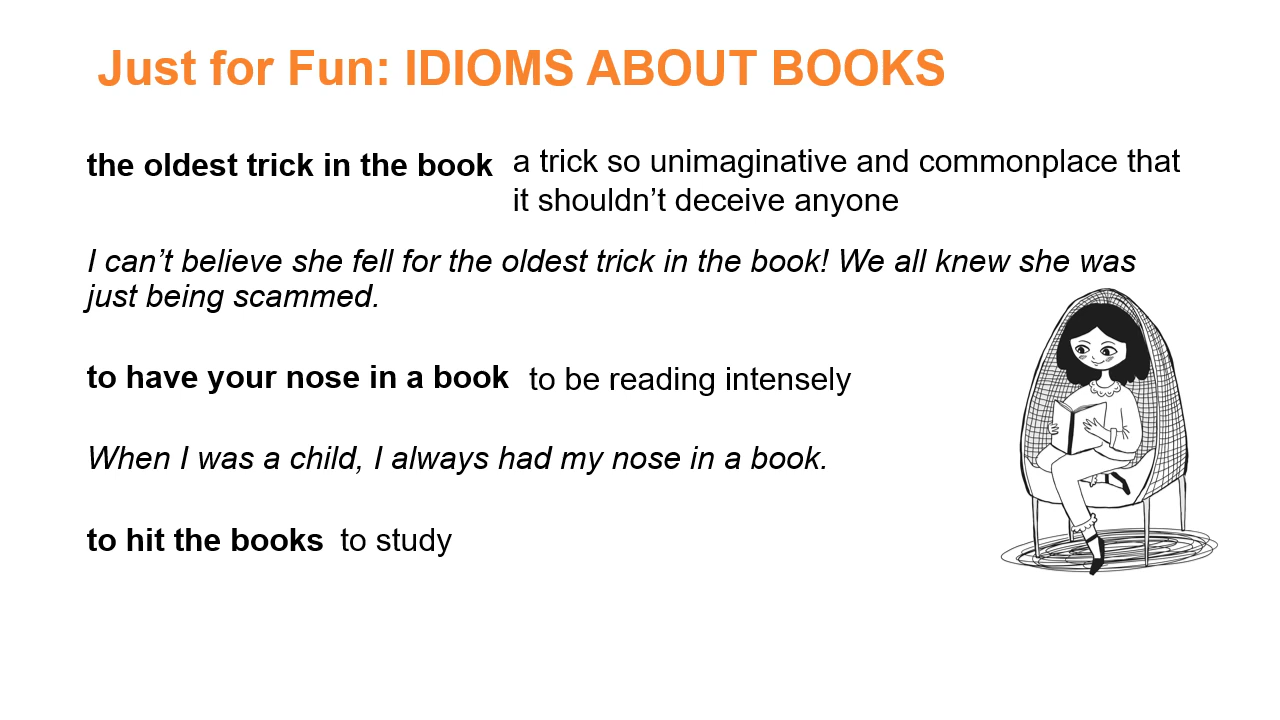 Just for Fun: IDIOMS ABOUT BOOKS
the oldest trick in the book a trick so unimaginative and commonplace that
it shouldn’t deceive anyone
I can’t believe she fell for the oldest trick in the book! We all knew she was
just being scammed.
to have your nose in a book to be reading intensely
When I was a child, I always had my nose in a book.
to hit the books to study